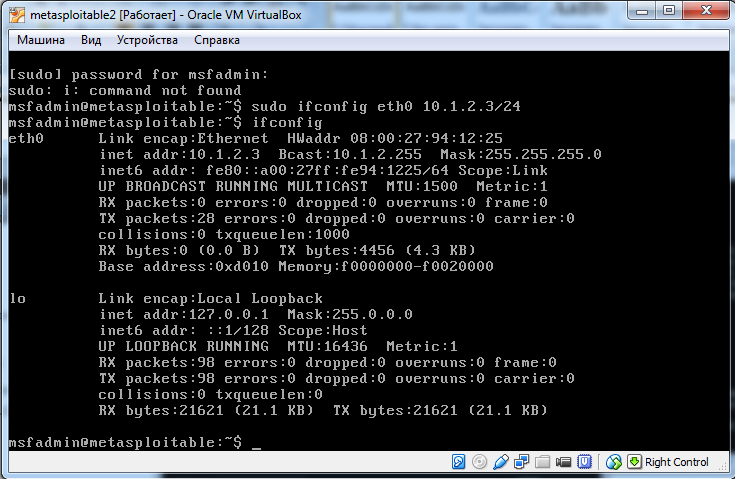 metasploitable2 [Работает] - Oracle VM VirtualBox
Машина Вид Устройства Справка
[sudo] password for msfadmin:
sudo: i: command not found
msfadmin@metasploitable:~$ sudo ifconfig eth0 10.1.2.3/24
msfadmin@metasploitable:~$ ifconfig
eth0 Link encap:Ethernet HWaddr 08:00:27:94:12:25
inet addr:10.1.2.3 Bcast:10.1.2.255 Mask:255.255.255.0
inet6 addr: fe80::a00:27ff:fe94:1225/64 Scope:Link
UP BROADCAST RUNNING MULTICAST MTU:1500 Metric:1
RX packets:0 errors:0 dropped:0 overruns:0 frame:0
TX packets:28 errors:0 dropped:0 overruns:0 carrier:0
collisions:0 txqueuelen:1000
RX bytes:0 (0.0 B) TX bytes:4456 (4.3 KB)
Base address:0xd010 Memory:f0000000-f0020000
lo Link encap:Local Loopback
inet addr:127.0.0.1 Mask:255.0.0.0
inet6 addr: ::1/128 Scope:Host
UP LOOPBACK RUNNING MTU:16436 Metric:1
RX packets:98 errors:0 dropped:0 overruns:0 frame:0
TX packets:98 errors:0 dropped:0 overruns:0 carrier:0
collisions:0 txqueuelen:0
RX bytes:21621 (21.1 KB) TX bytes:21621 (21.1 KB)
msfadmin@metasploitable:~$ _
Right Control